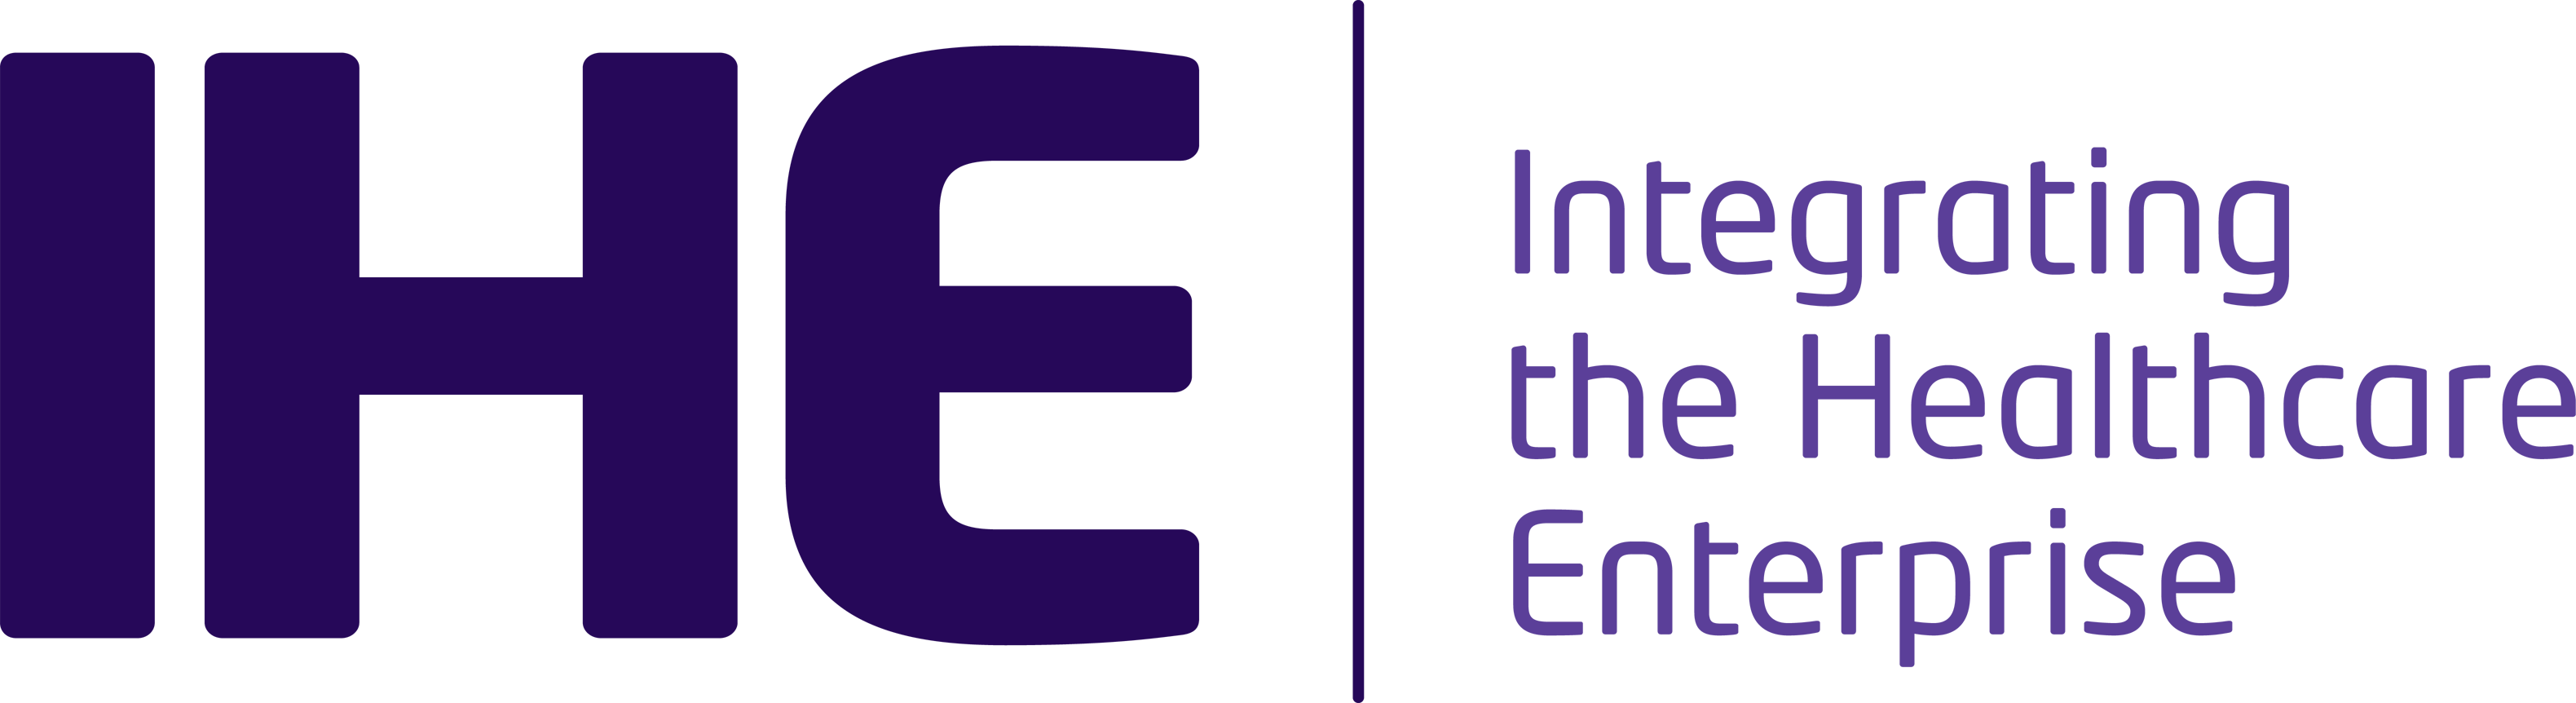 IHE
Integrating
the Healthcare
Enterprise